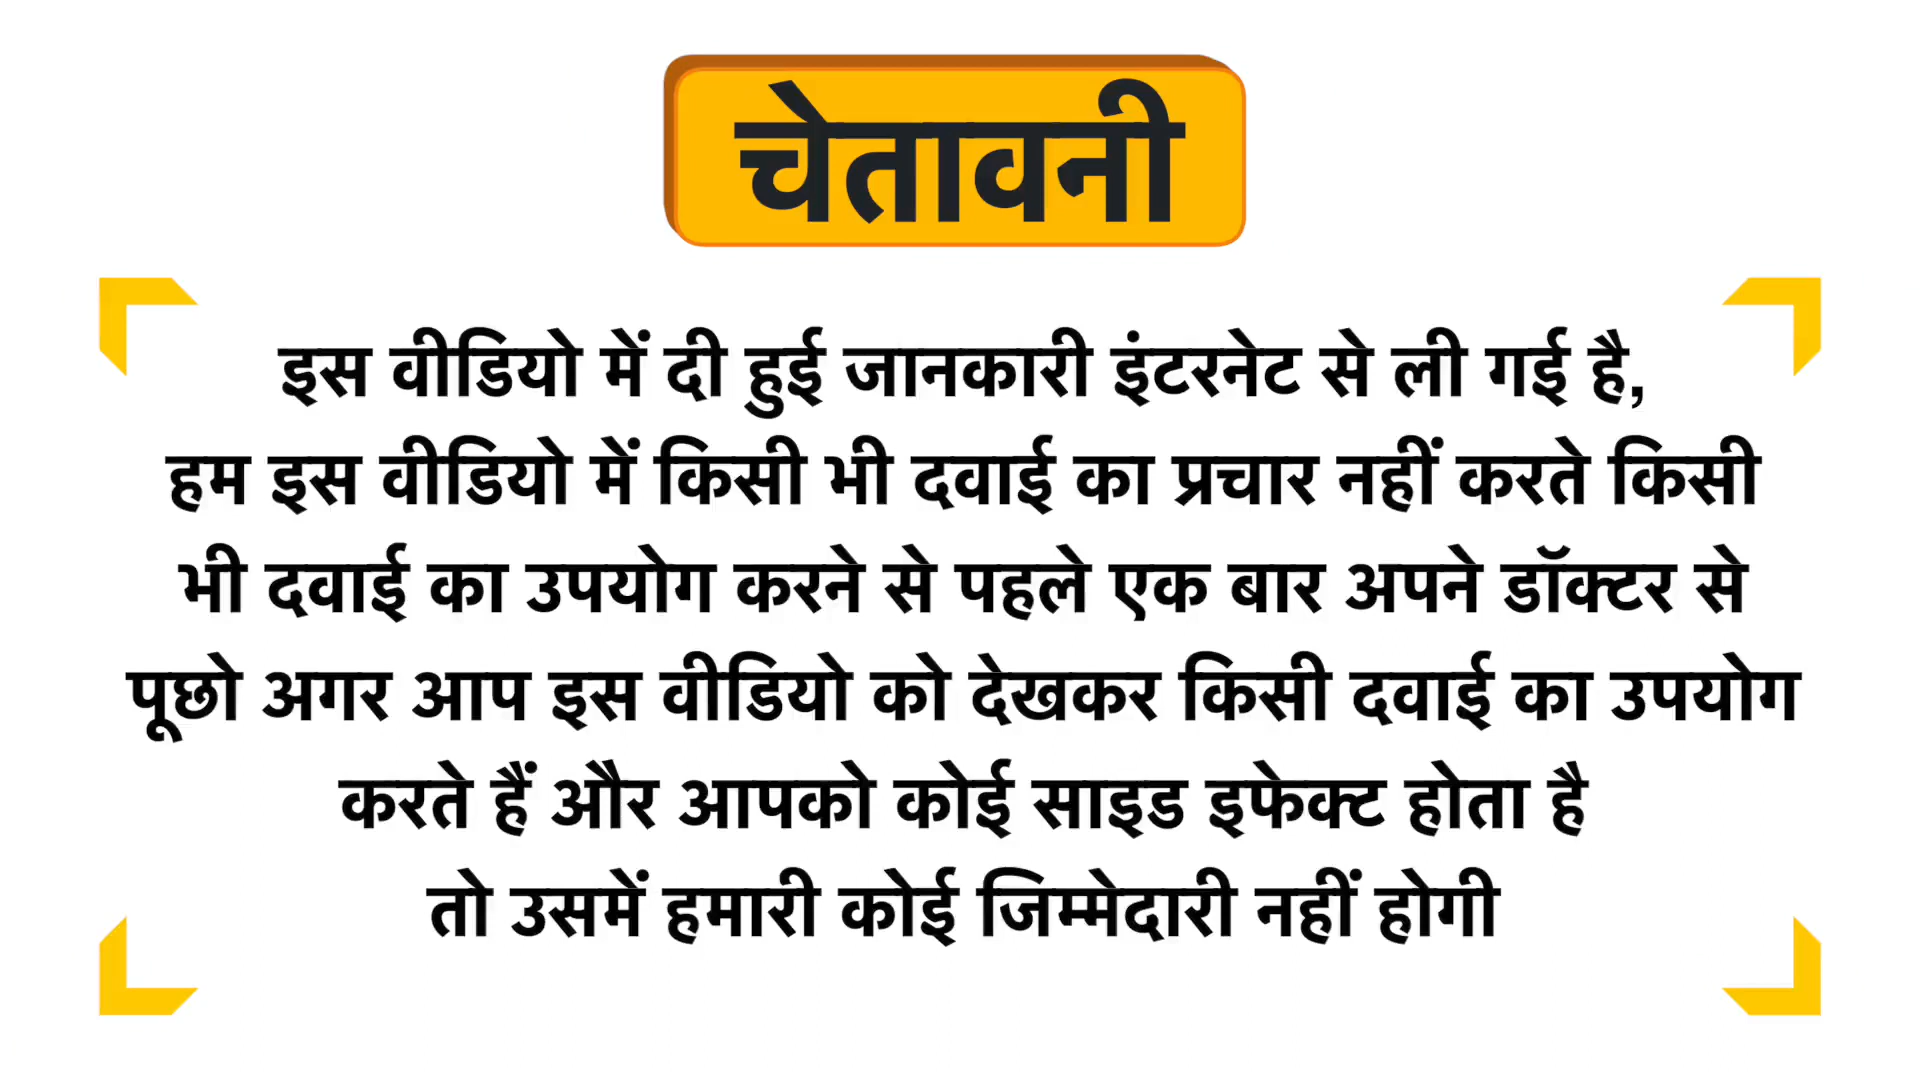 चेतावनी
इस वीडियो में दी हुई जानकारी इंटरनेट से ली गई है,
हम इस वीडियो में किसी भी दवाई का प्रचार नहीं करते किसी
भी दवाई का उपयोग करने से पहले एक बार अपने डॉक्टर से
पूछो अगर आप इस वीडियो को देखकर किसी दवाई का उपयोग
करते हैं और आपको कोई साइड इफेक्ट होता है
तो उसमें हमारी कोई जिम्मेदारी नहीं होगी